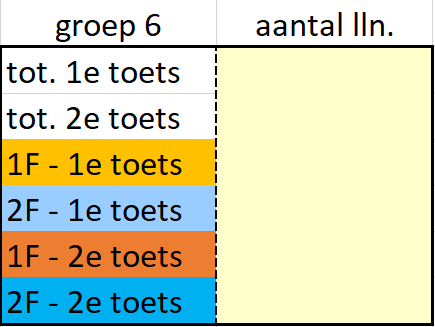 groep 6 aantal lln.
tot. 1e toets
tot. 2e toets
1F - 1e toets
2F - 1e toets
1F - 2e toets
2F - 2e toets